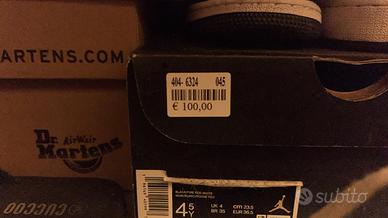 ARTENS.COM
404-6324 045
€ 100,00
Dr.
AirWair
Martens
4,5
Y
UK 4
BR 35
cm 23.5
EUR 36.5
subito